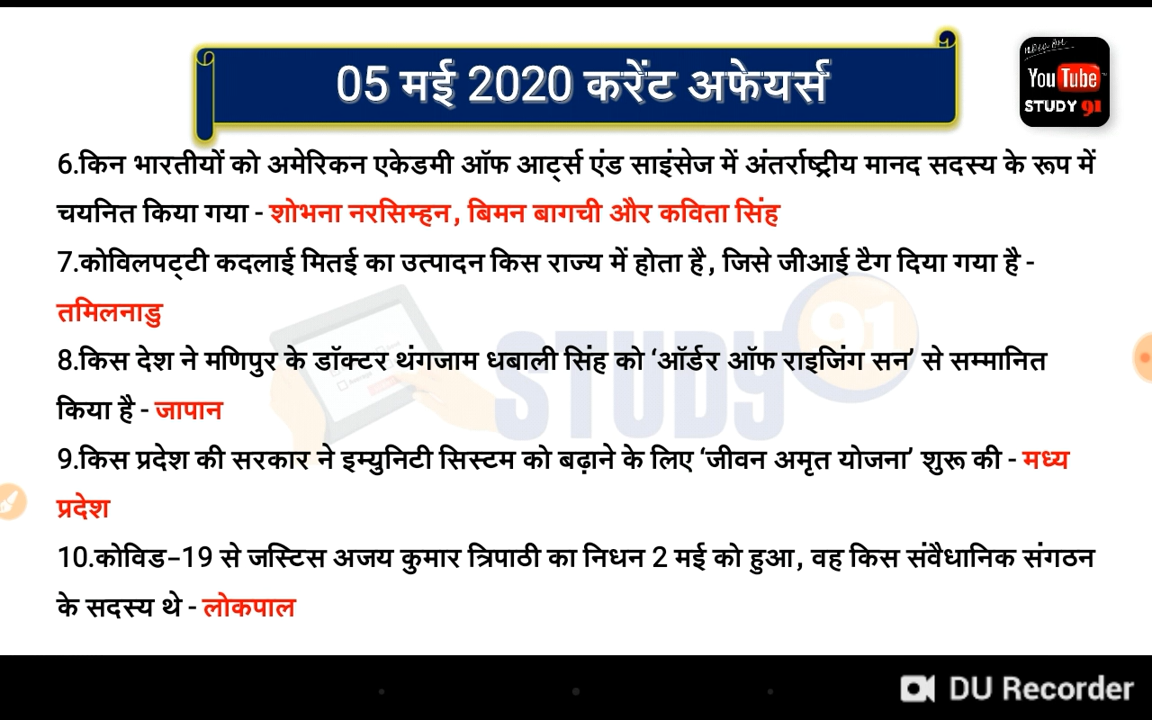 05 मई 2020 करेंट अफेयर्स
YouTube
STUDY 91
6.किन भारतीयों को अमेरिकन एकेडमी ऑफ आर्ट्स एंड साइंसेज में अंतर्राष्ट्रीय मानद सदस्य के रूप में
चयनित किया गया - शोभना नरसिम्हन, बिमन बागची और कविता सिंह
7.कोविलपट्टी कदलाई मितई का उत्पादन किस राज्य में होता है, जिसे जीआई टैग दिया गया है -
तमिलनाडु
8.किस देश ने मणिपुर के डॉक्टर थंगजाम धबाली सिंह को ‘ऑर्डर ऑफ राइजिंग सन’ से सम्मानित
किया है - जापान
9.किस प्रदेश की सरकार ने इम्युनिटी सिस्टम को बढ़ाने के लिए ‘जीवन अमृत योजना’ शुरू की - मध्य
प्रदेश
10.कोविड-19 से जस्टिस अजय कुमार त्रिपाठी का निधन 2 मई को हुआ, वह किस संवैधानिक संगठन
के सदस्य थे - लोकपाल
STUDY 91
DU Recorder